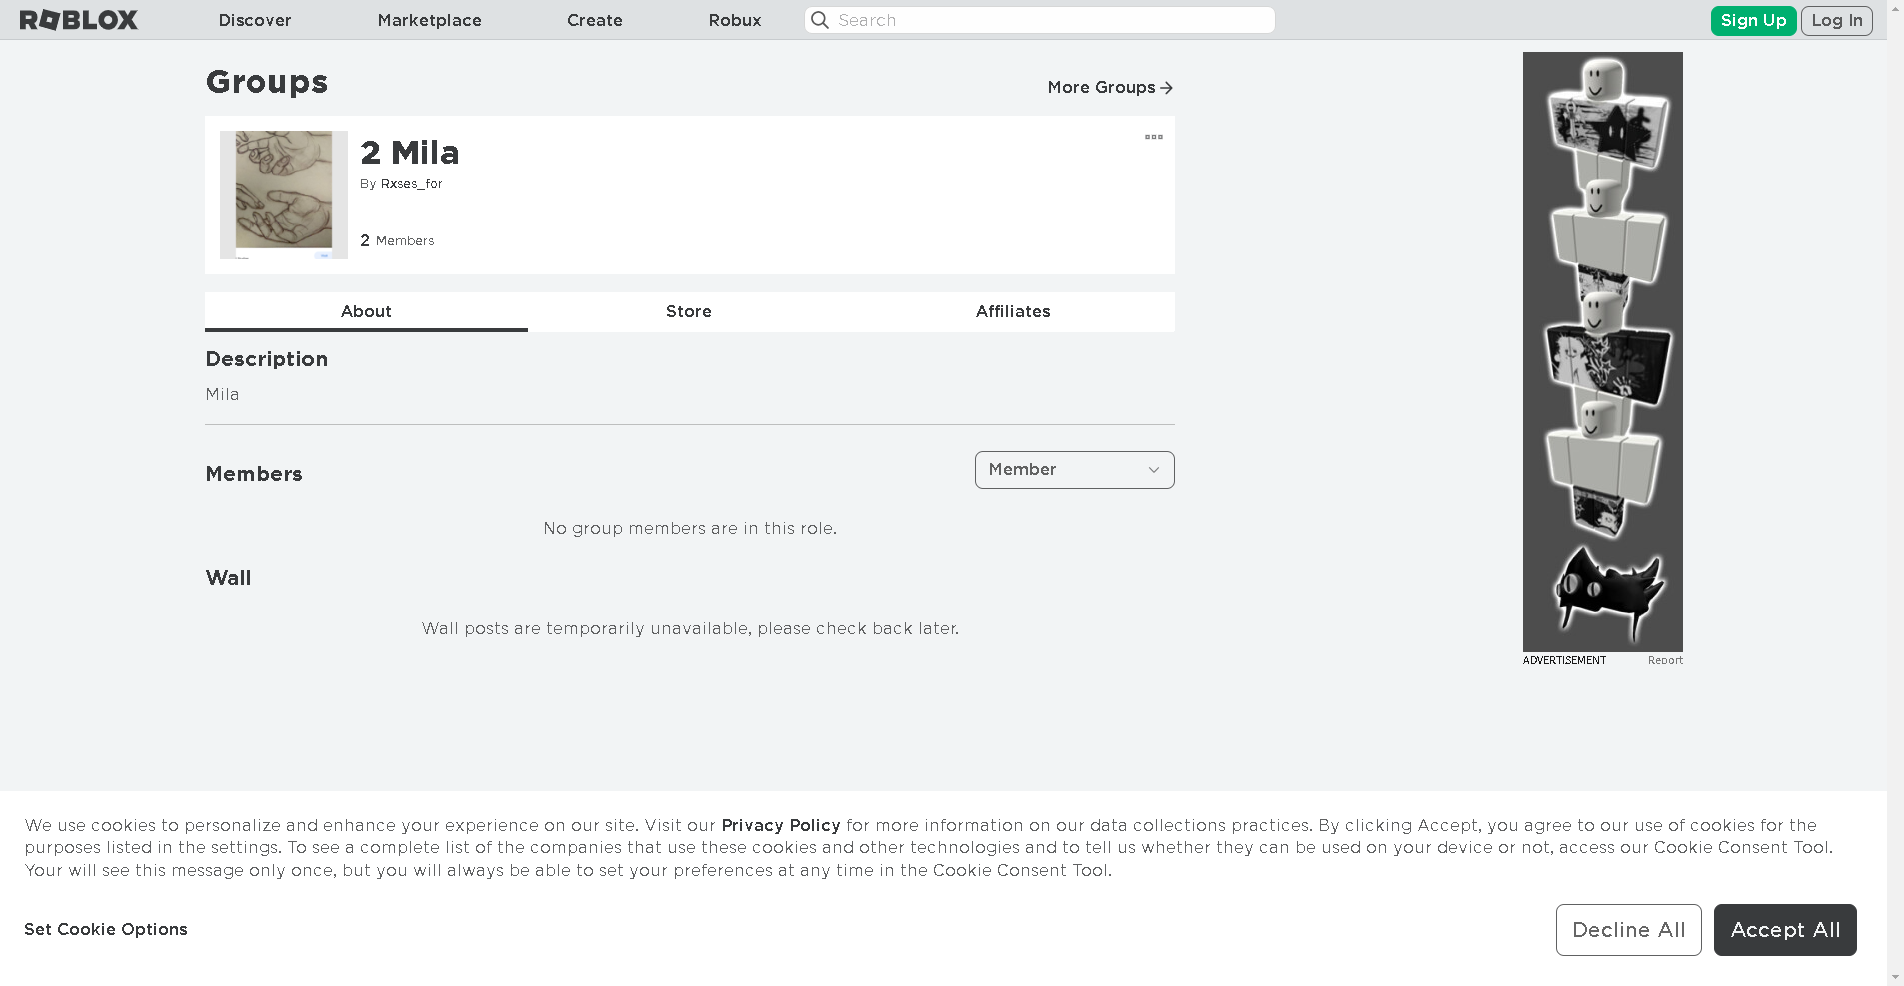 ROBLOX
Discover
Marketplace
Create
Robux
Search
Sign Up
Log In
Groups
More Groups
2 Mila
By Rxses_for
2 Members
About
Store
Affiliates
Description
Mila
Members
Member
No group members are in this role.
Wall
Wall posts are temporarily unavailable, please check back later.
ADVERTISEMENT
Report
We use cookies to personalize and enhance your experience on our site. Visit our Privacy Policy for more information on our data collections practices. By clicking Accept, you agree to our use of cookies for the
purposes listed in the settings. To see a complete list of the companies that use these cookies and other technologies and to tell us whether they can be used on your device or not, access our Cookie Consent Tool.
Your will see this message only once, but you will always be able to set your preferences at any time in the Cookie Consent Tool.
Set Cookie Options
Decline All
Accept All